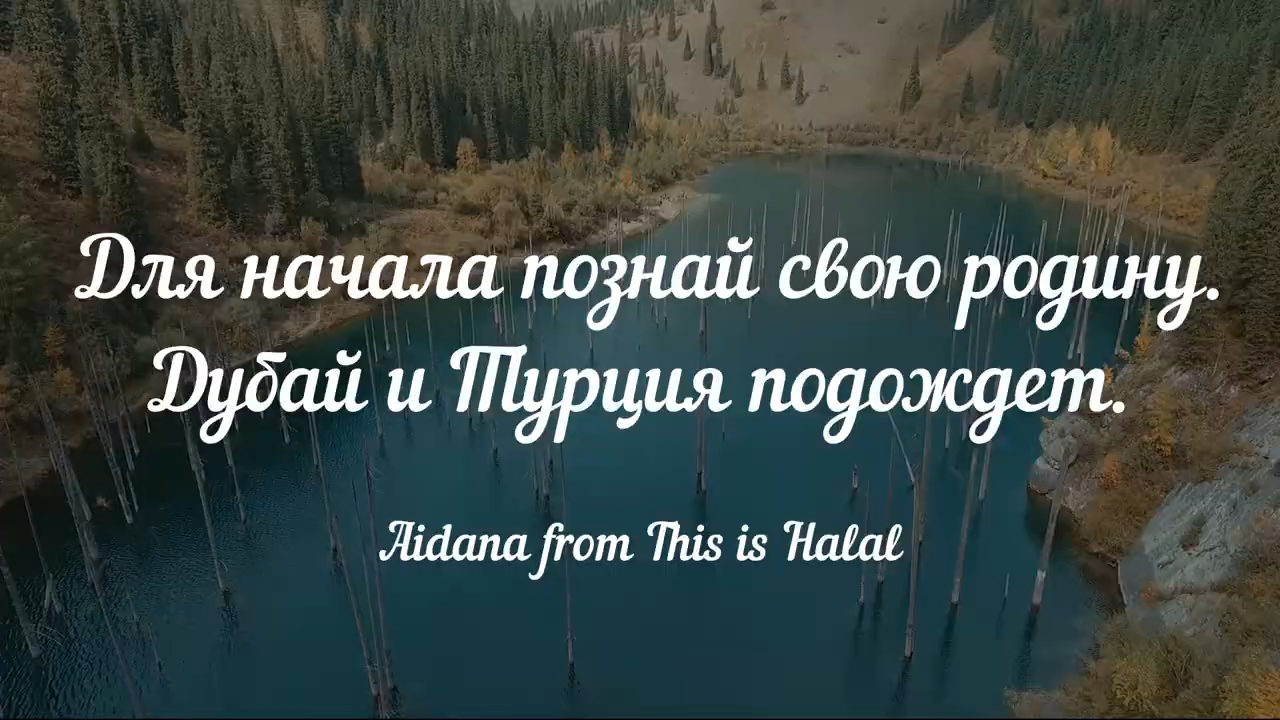 Для начала познай свою родину.
Дубай и Турция подождет.
Aidana from This is Halal